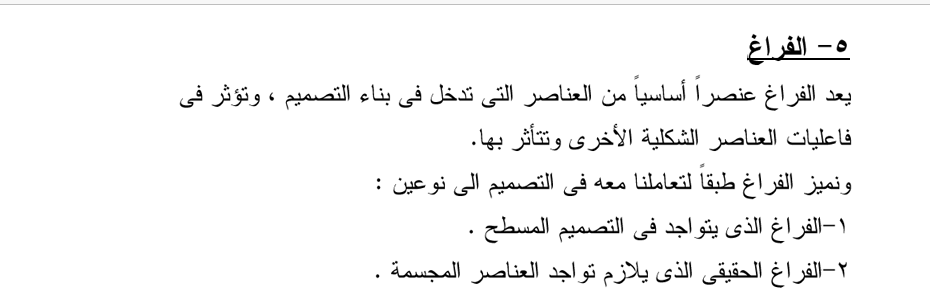 ٥- الفراغ
يعد الفراغ عنصراً أساسياً من العناصر التى تدخل فى بناء التصميم ، وتؤثر فى
فاعليات العناصر الشكلية الأخرى وتتأثر بها.
ونميز الفراغ طبقاً لتعاملنا معه فى التصميم الى نوعين :
١-الفراغ الذى يتواجد فى التصميم المسطح .
٢-الفراغ الحقيقى الذى يلازم تواجد العناصر المجسمة .